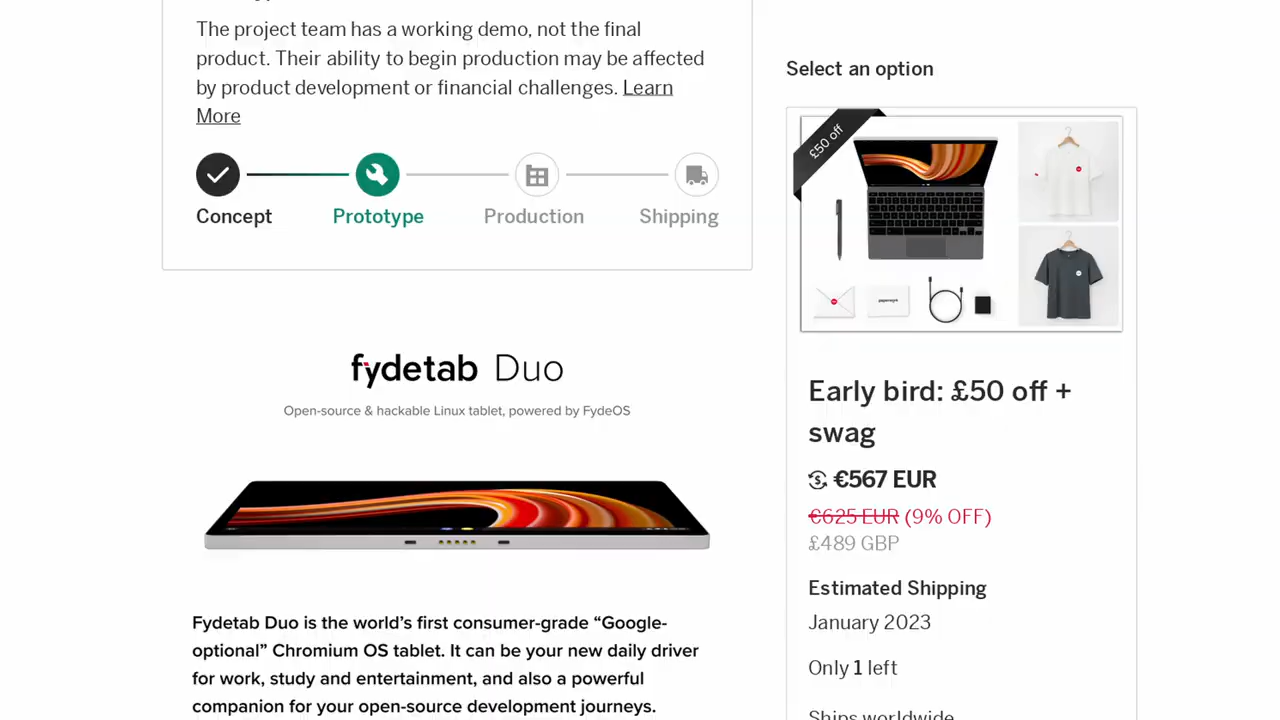 The project team has a working demo, not the final
product. Their ability to begin production may be affected
by product development or financial challenges. Learn
More
Concept
Prototype
Production
Shipping
fydetab Duo
Open-source & hackable Linux tablet, powered by FydeOS
Fydetab Duo is the world’s first consumer-grade “Google-
optional” Chromium OS tablet. It can be your new daily driver
for work, study and entertainment, and also a powerful
companion for your open-source development journeys.
Select an option
£50 off
Early bird: £50 off +
swag
€567 EUR
€625 EUR (9% OFF)
£489 GBP
Estimated Shipping
January 2023
Only 1 left
Ships worldwide